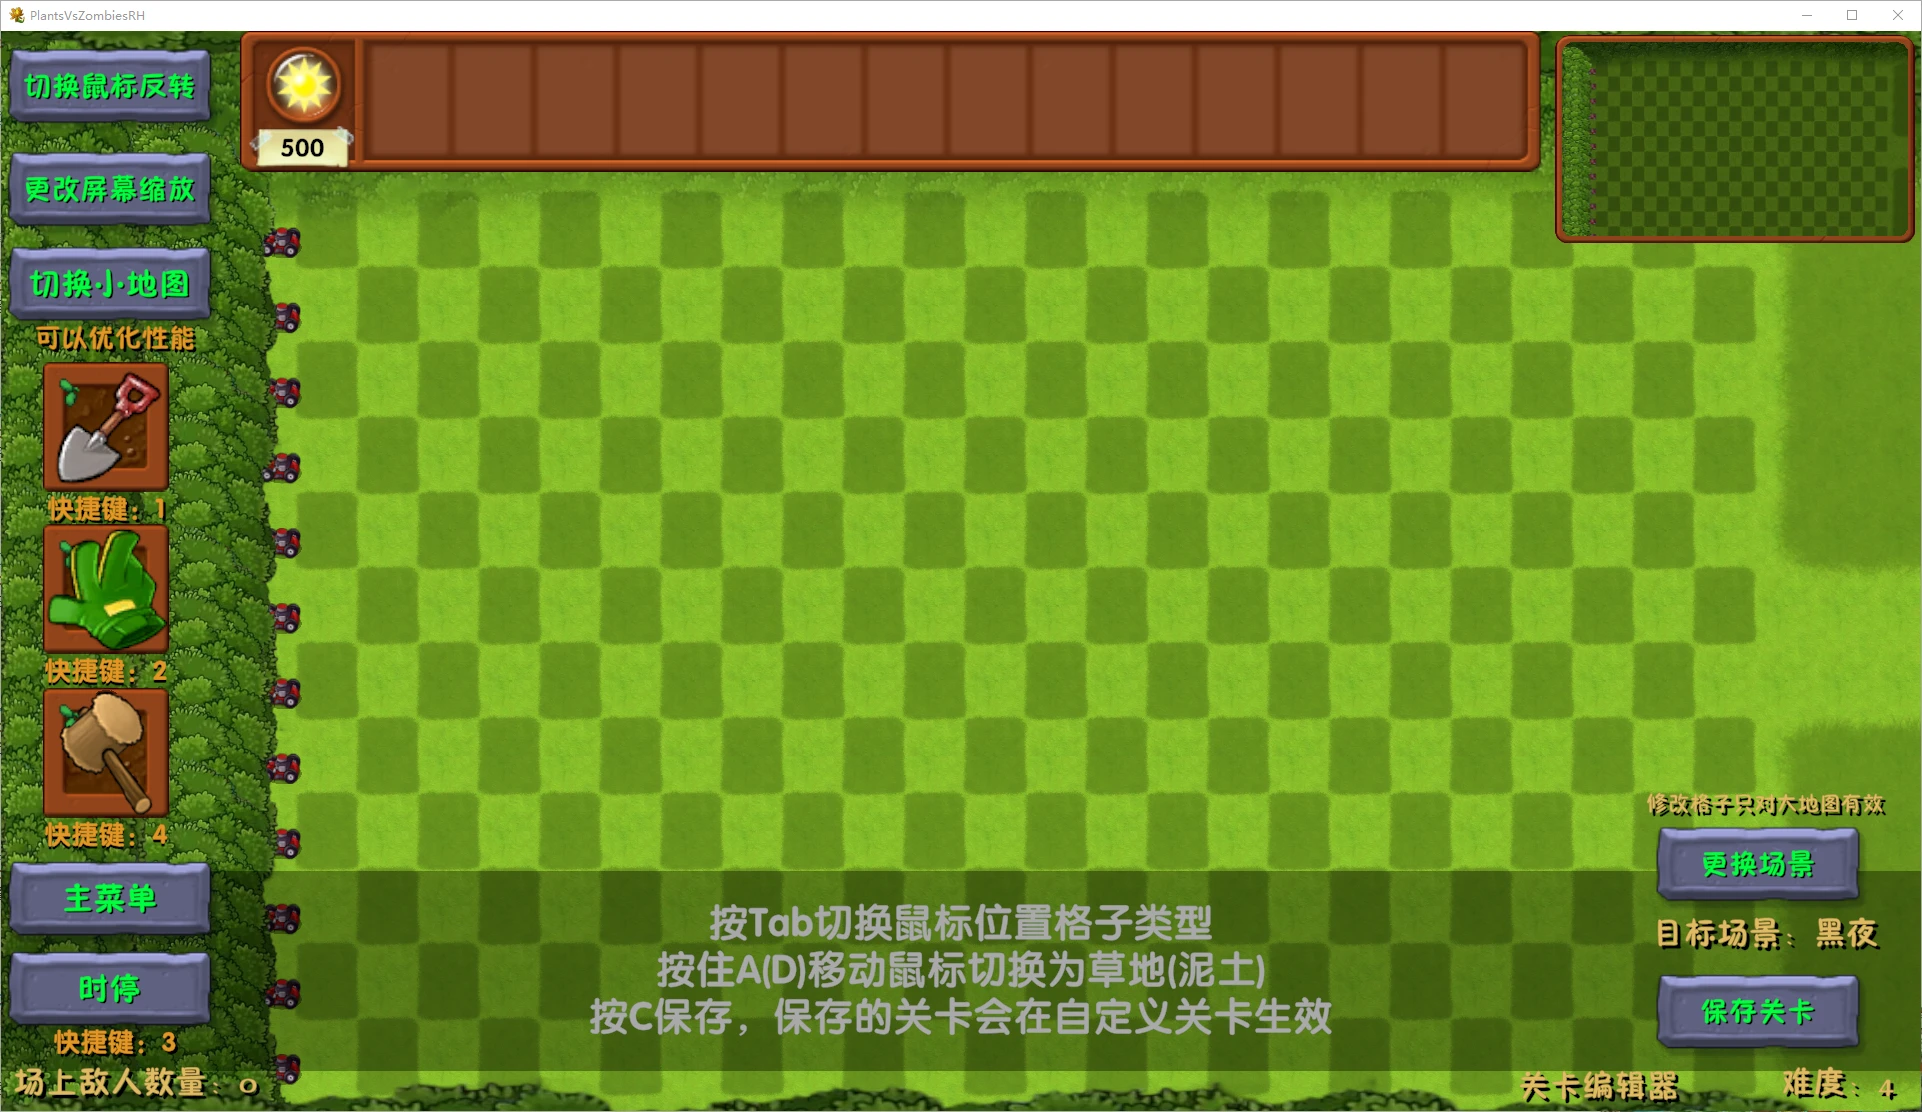 PlantsVsZombiesRH
切换鼠标反转
500
更改屏幕缩放
切换小地图
可以优化性能
快捷键：1
快捷键：2
快捷键：4
修改格子只对大地图有效
更换场景
主菜单
按Tab切换鼠标位置格子类型
目标场景：黑夜
按住A(D)移动鼠标切换为草地(泥土)
时停
保存关卡
按C保存，保存的关卡会在自定义关卡生效
快捷键：3
场上敌人数量：0
关卡编辑器
难度：4